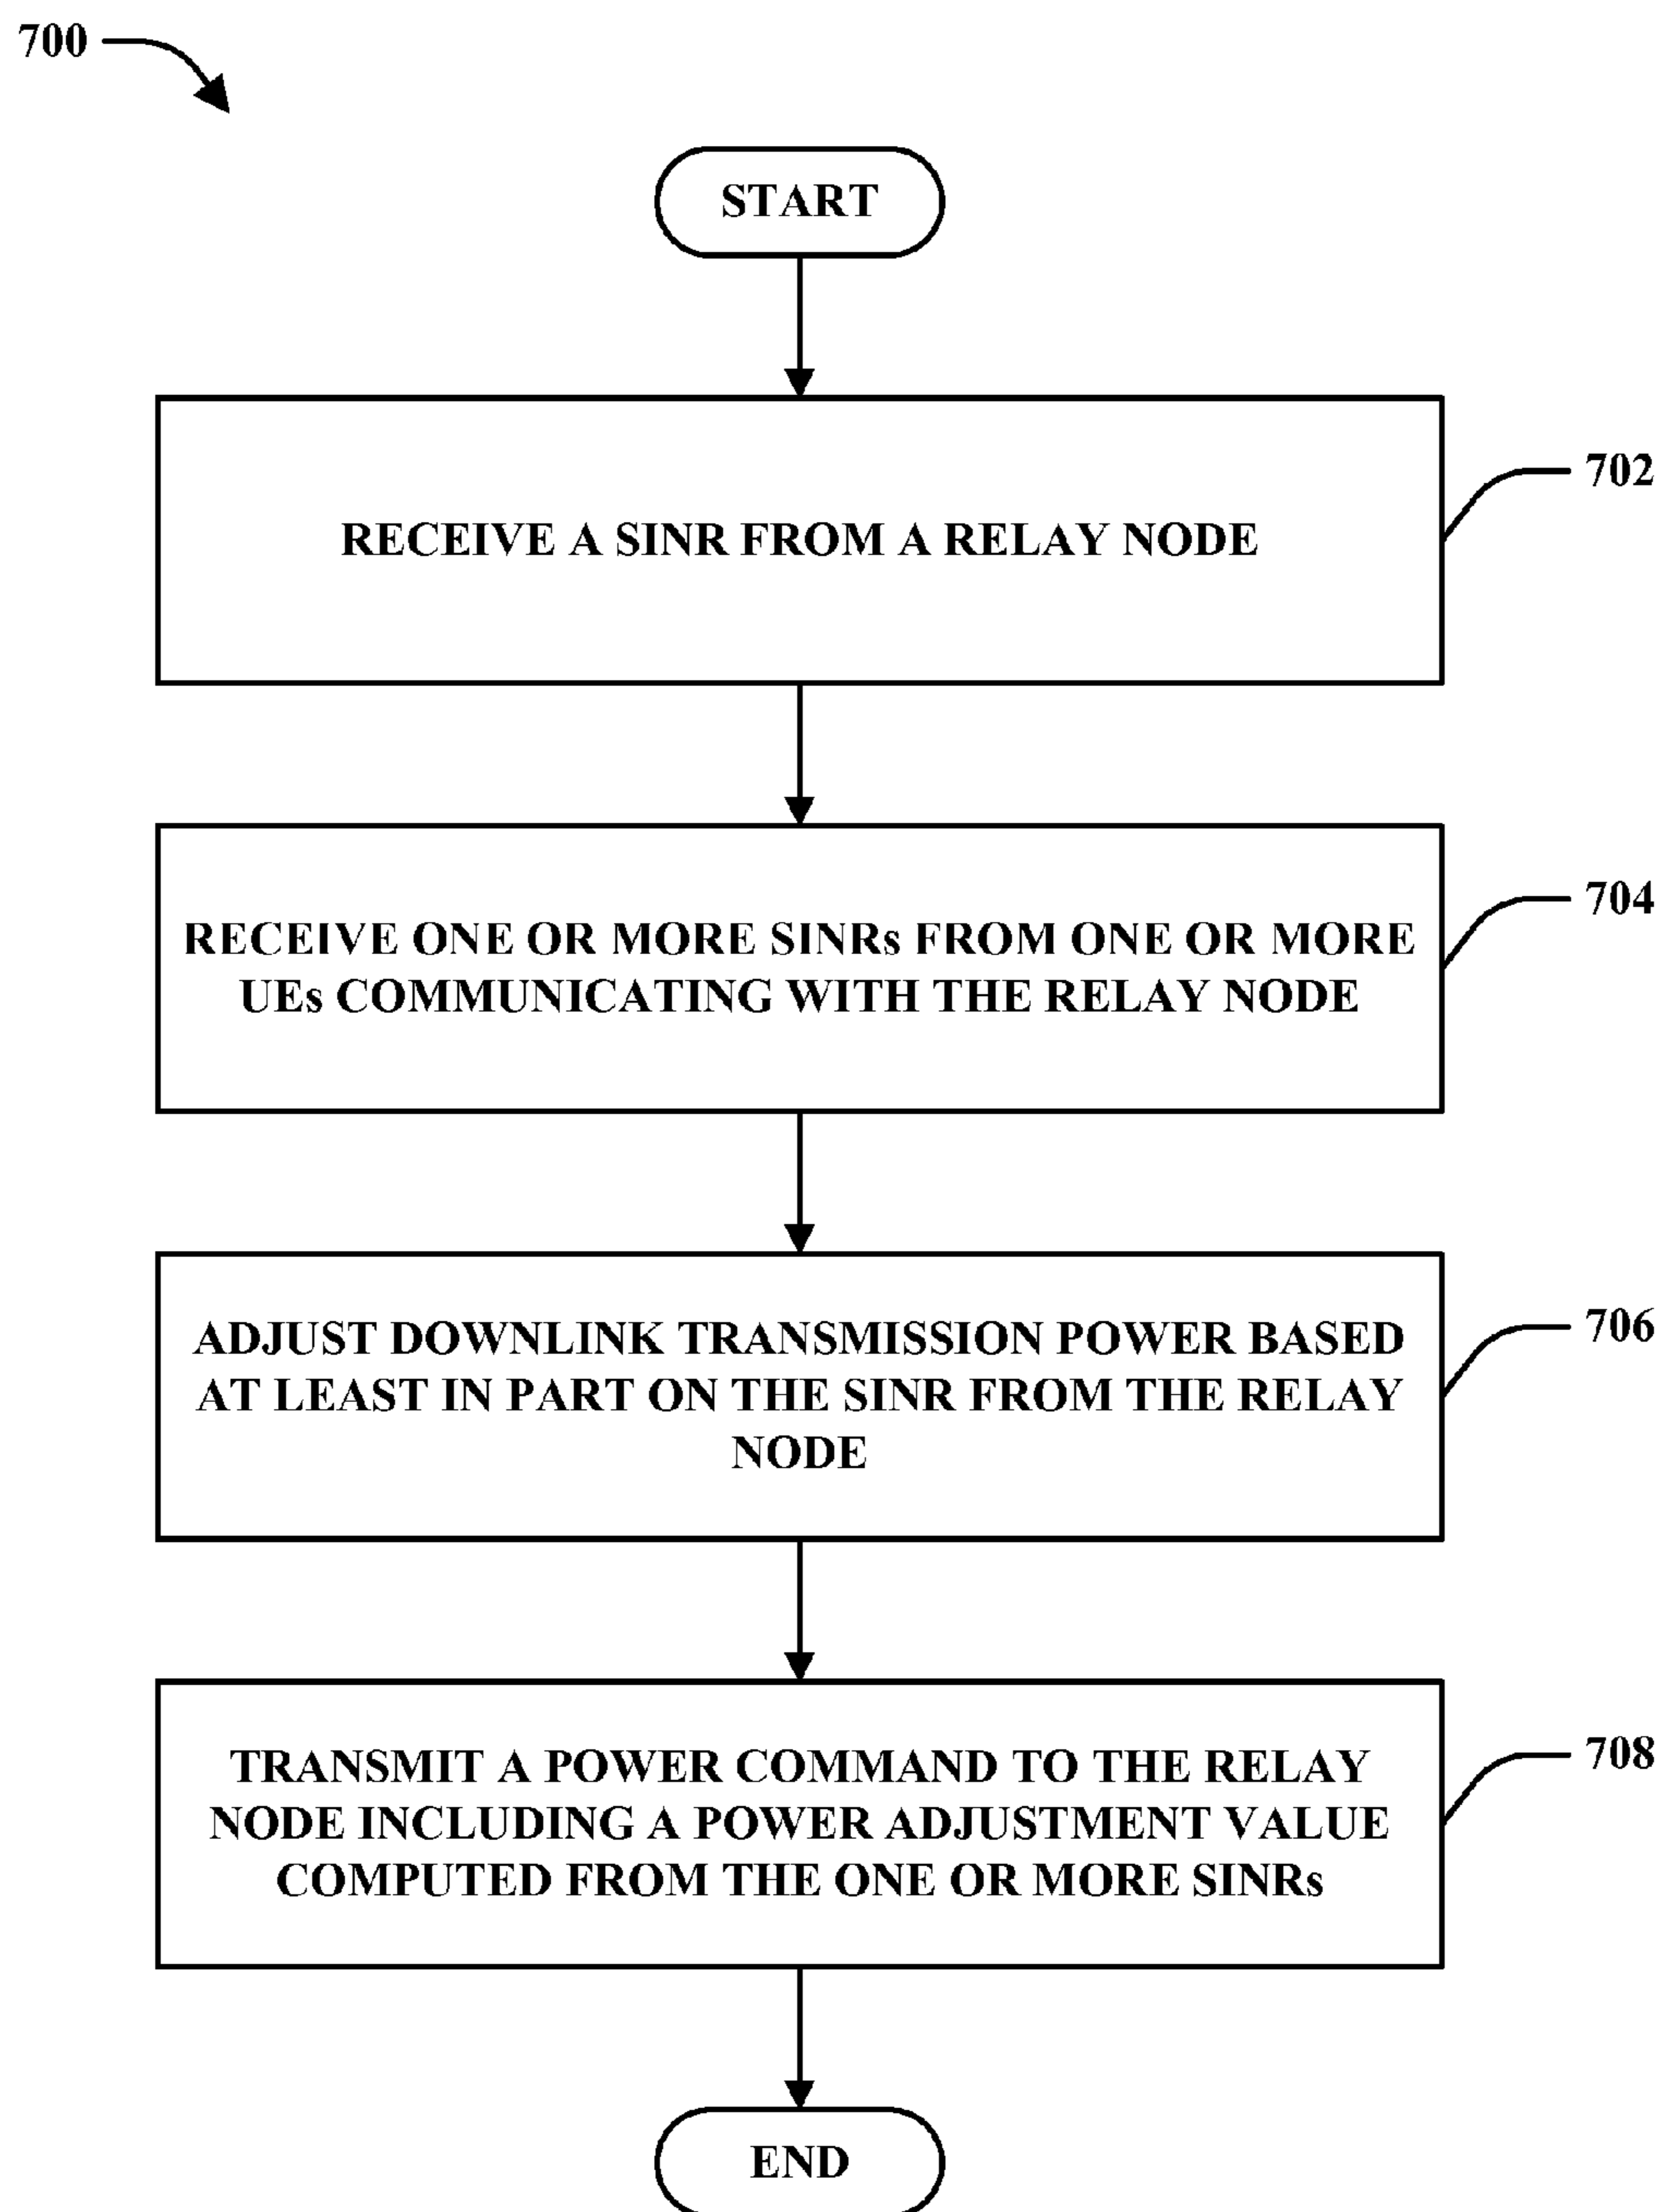 700
START
RECEIVE A SINR FROM A RELAY NODE
702
RECEIVE ONE OR MORE SINRs FROM ONE OR MORE
UEs COMMUNICATING WITH THE RELAY NODE
704
ADJUST DOWNLINK TRANSMISSION POWER BASED
AT LEAST IN PART ON THE SINR FROM THE RELAY
NODE
706
TRANSMIT A POWER COMMAND TO THE RELAY
NODE INCLUDING A POWER ADJUSTMENT VALUE
COMPUTED FROM THE ONE OR MORE SINRs
708
END